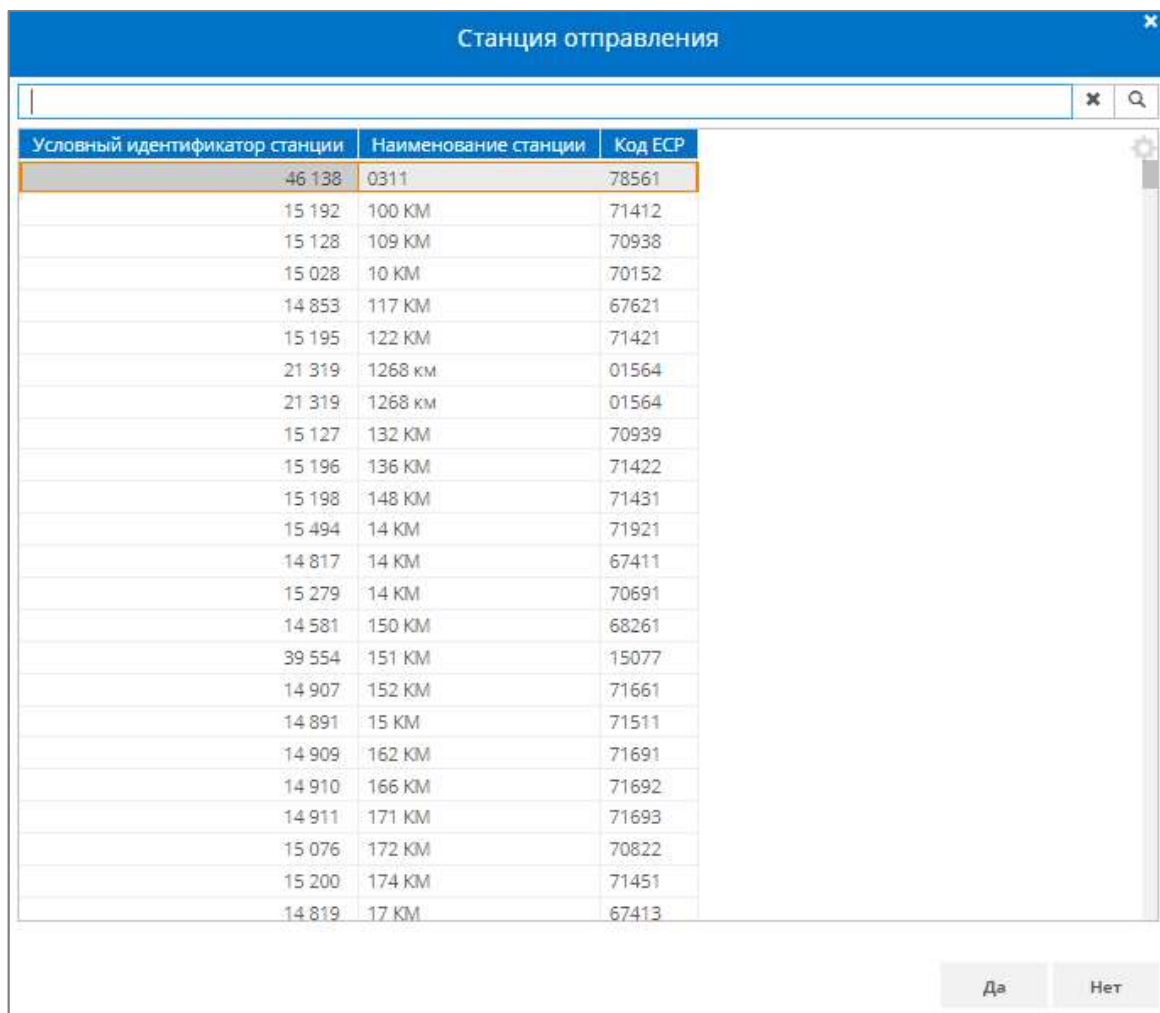 Станция отправления
Условный идентификатор станции Наименование станции Код ЕСР
46 138 0311 78561
15 192 100 КМ 71412
15 128 109 КМ 70938
15 028 10 КМ 70152
14 853 117 КМ 67621
15 195 122 КМ 71421
21 319 1268 км 01564
21 319 1268 км 01564
15 127 132 КМ 70939
15 196 136 КМ 71422
15 198 148 КМ 71431
15 494 14 КМ 71921
14 817 14 КМ 67411
15 279 14 КМ 70691
14 581 150 КМ 68261
39 554 151 КМ 15077
14 907 152 КМ 71661
14 891 15 КМ 71511
14 909 162 КМ 71691
14 910 166 КМ 71692
14 911 171 КМ 71693
15 076 172 КМ 70822
15 200 174 КМ 71451
14 819 17 КМ 67413
Да Нет